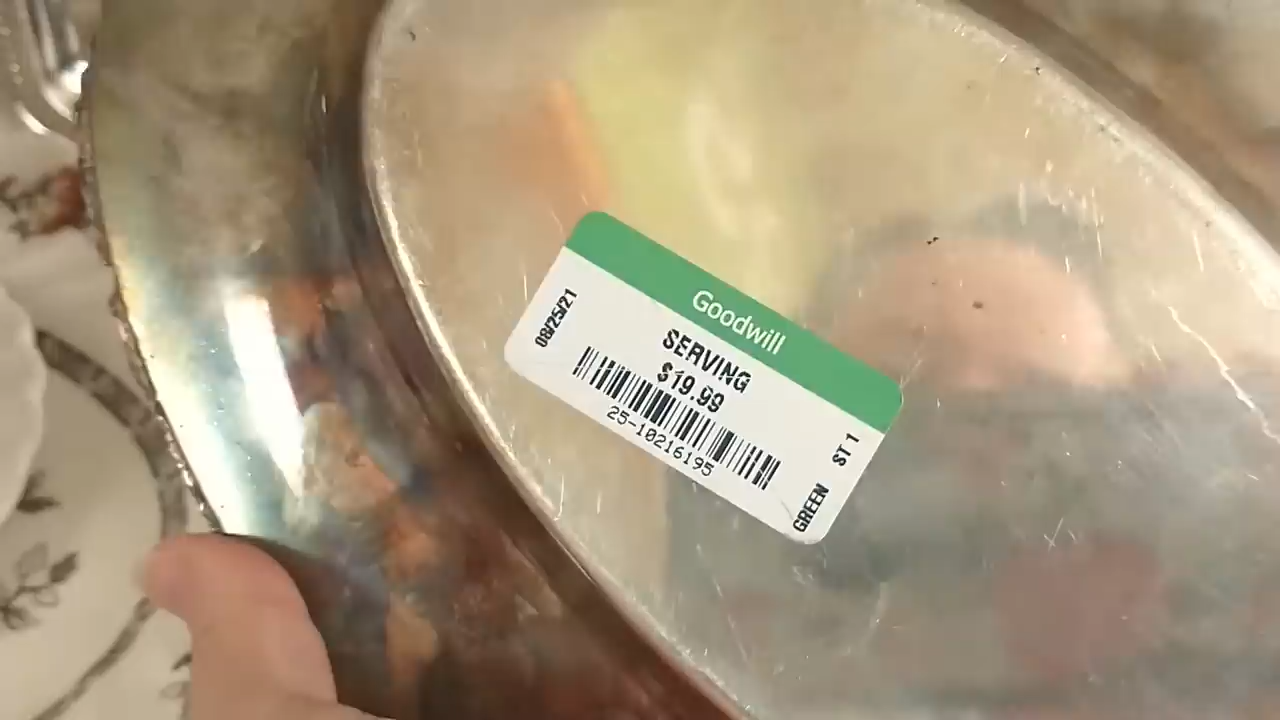 Goodwill
08/25/21
SERVING
$19.99
25-10216195
GREEN ST 1